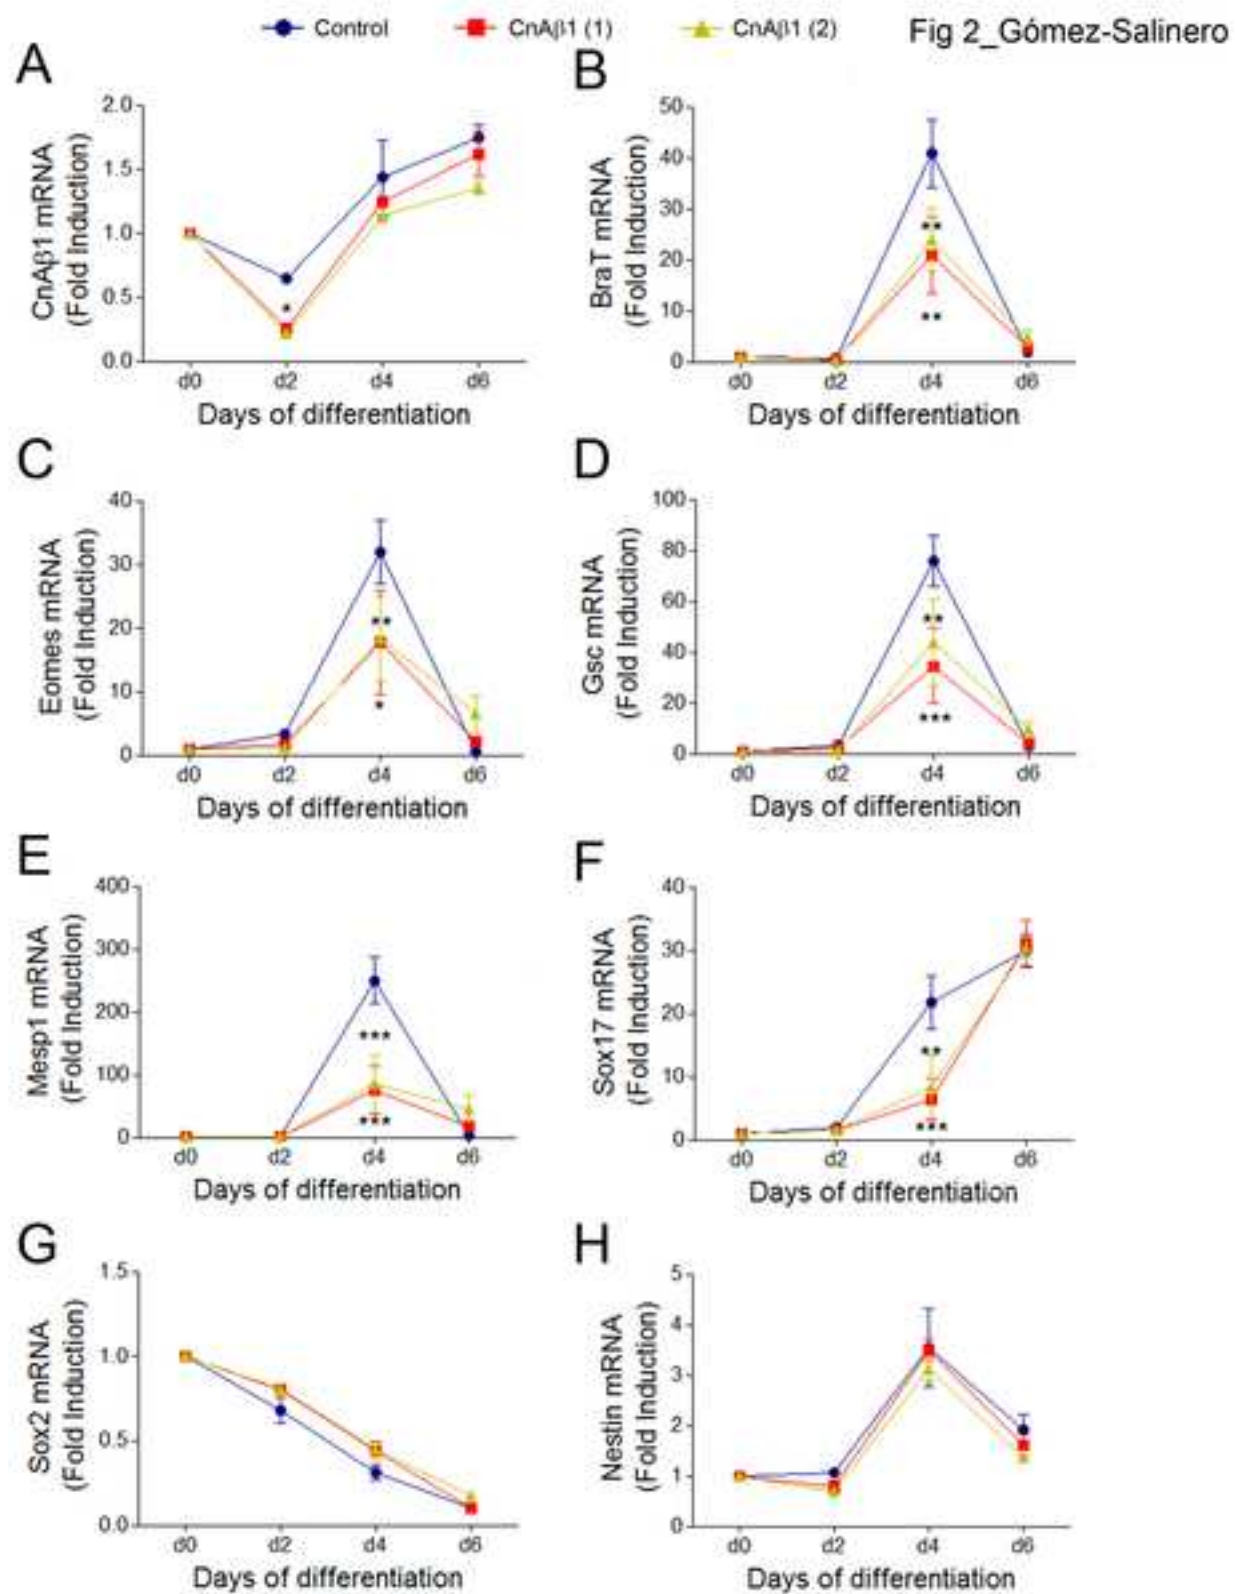 Control CnAβ1 (1) CnAβ1 (2) Fig 2_Gómez-Salinero
A
CnAβ1 mRNA
(Fold Induction)
2.0
1.5
1.0
0.5
0.0
*
d0 d2 d4 d6
Days of differentiation
B
BraT mRNA
(Fold Induction)
50
40
30
20
10
0
**
**
d0 d2 d4 d6
Days of differentiation
C
Eomes mRNA
(Fold Induction)
40
30
20
10
0
**
*
d0 d2 d4 d6
Days of differentiation
D
Gsc mRNA
(Fold Induction)
100
80
60
40
20
0
**
***
d0 d2 d4 d6
Days of differentiation
E
Mesp1 mRNA
(Fold Induction)
400
300
200
100
0
***
***
d0 d2 d4 d6
Days of differentiation
F
Sox17 mRNA
(Fold Induction)
40
30
20
10
0
**
***
d0 d2 d4 d6
Days of differentiation
G
Sox2 mRNA
(Fold Induction)
1.5
1.0
0.5
0.0
d0 d2 d4 d6
Days of differentiation
H
Nestin mRNA
(Fold Induction)
5
4
3
2
1
0
d0 d2 d4 d6
Days of differentiation